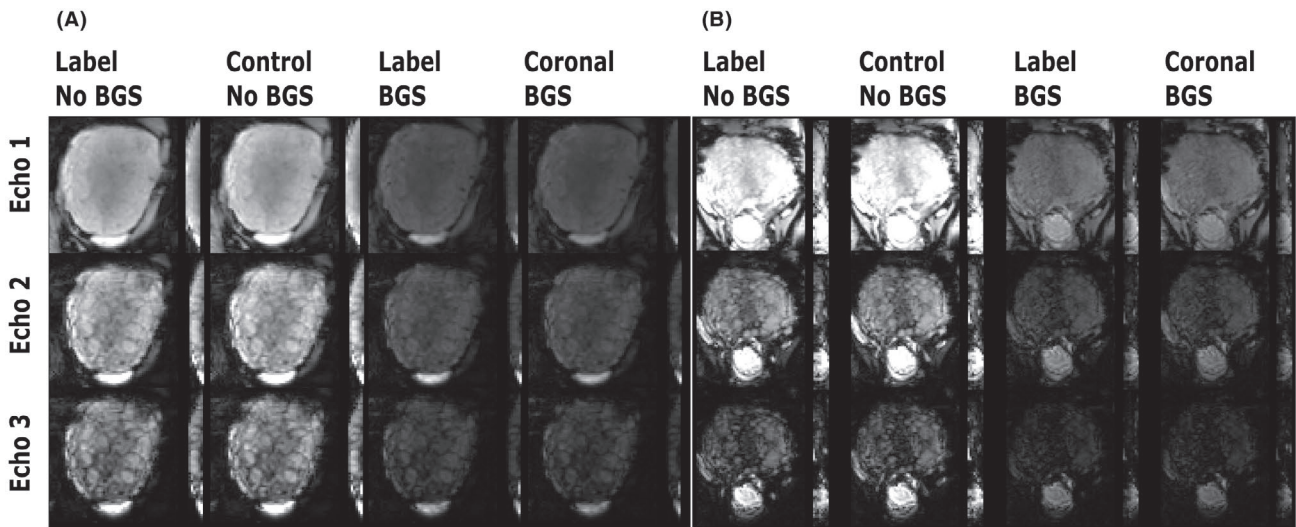 (A)
(B)
Label Control Label Coronal
No BGS No BGS BGS BGS
Label Control Label Coronal
No BGS No BGS BGS BGS
Echo 1
Echo 2
Echo 3